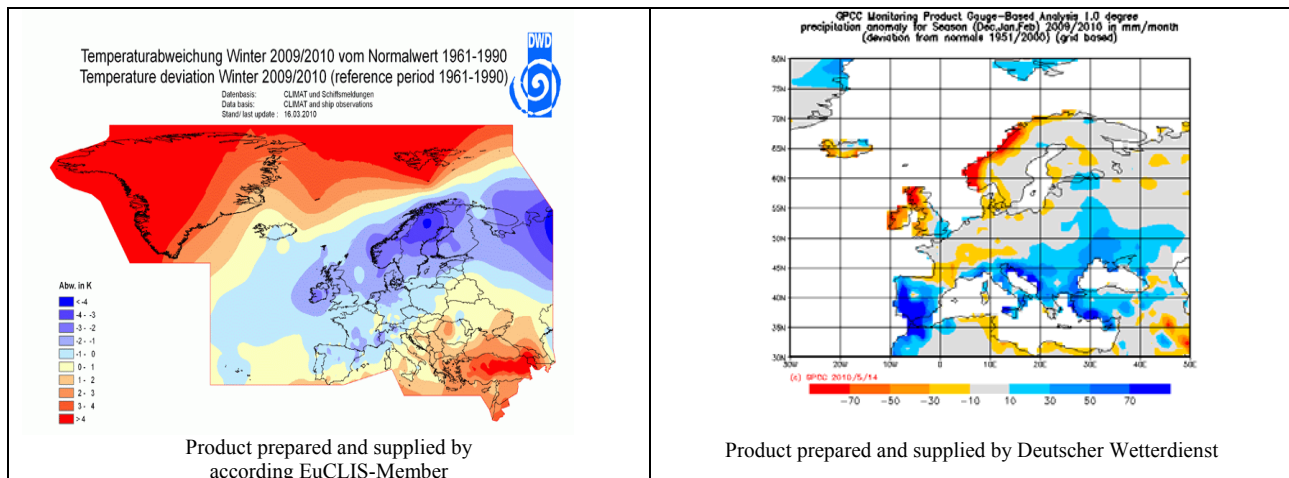 Temperaturabweichung Winter 2009/2010 vom Normalwert 1961-1990
Temperature deviation Winter 2009/2010 (reference period 1961-1990)
Datenbasis: CLIMAT und Schiffsmeldungen
Data basis: CLIMAT and ship observations
Stand/ last update : 16.03.2010
DWD
Abw. in K
< -4
-4 - -3
-3 - -2
-2 - -1
-1 - 0
0 - 1
1 - 2
2 - 3
3 - 4
> 4
Product prepared and supplied by
according EuCLIS-Member
GPCC Monitoring Product Gauge-Based Analysis 1.0 degree
precipitation anomaly for Season (Dec,Jan,Feb) 2009/2010 in mm/month
(deviation from normals 1951/2000) (grid based)
80N
75N
70N
65N
60N
55N
50N
45N
40N
35N
30N
30W 20W 10W 0 10E 20E 30E 40E 50E
(c) GPCC 2010/5/14
-70 -50 -30 -10 10 30 50 70
Product prepared and supplied by Deutscher Wetterdienst